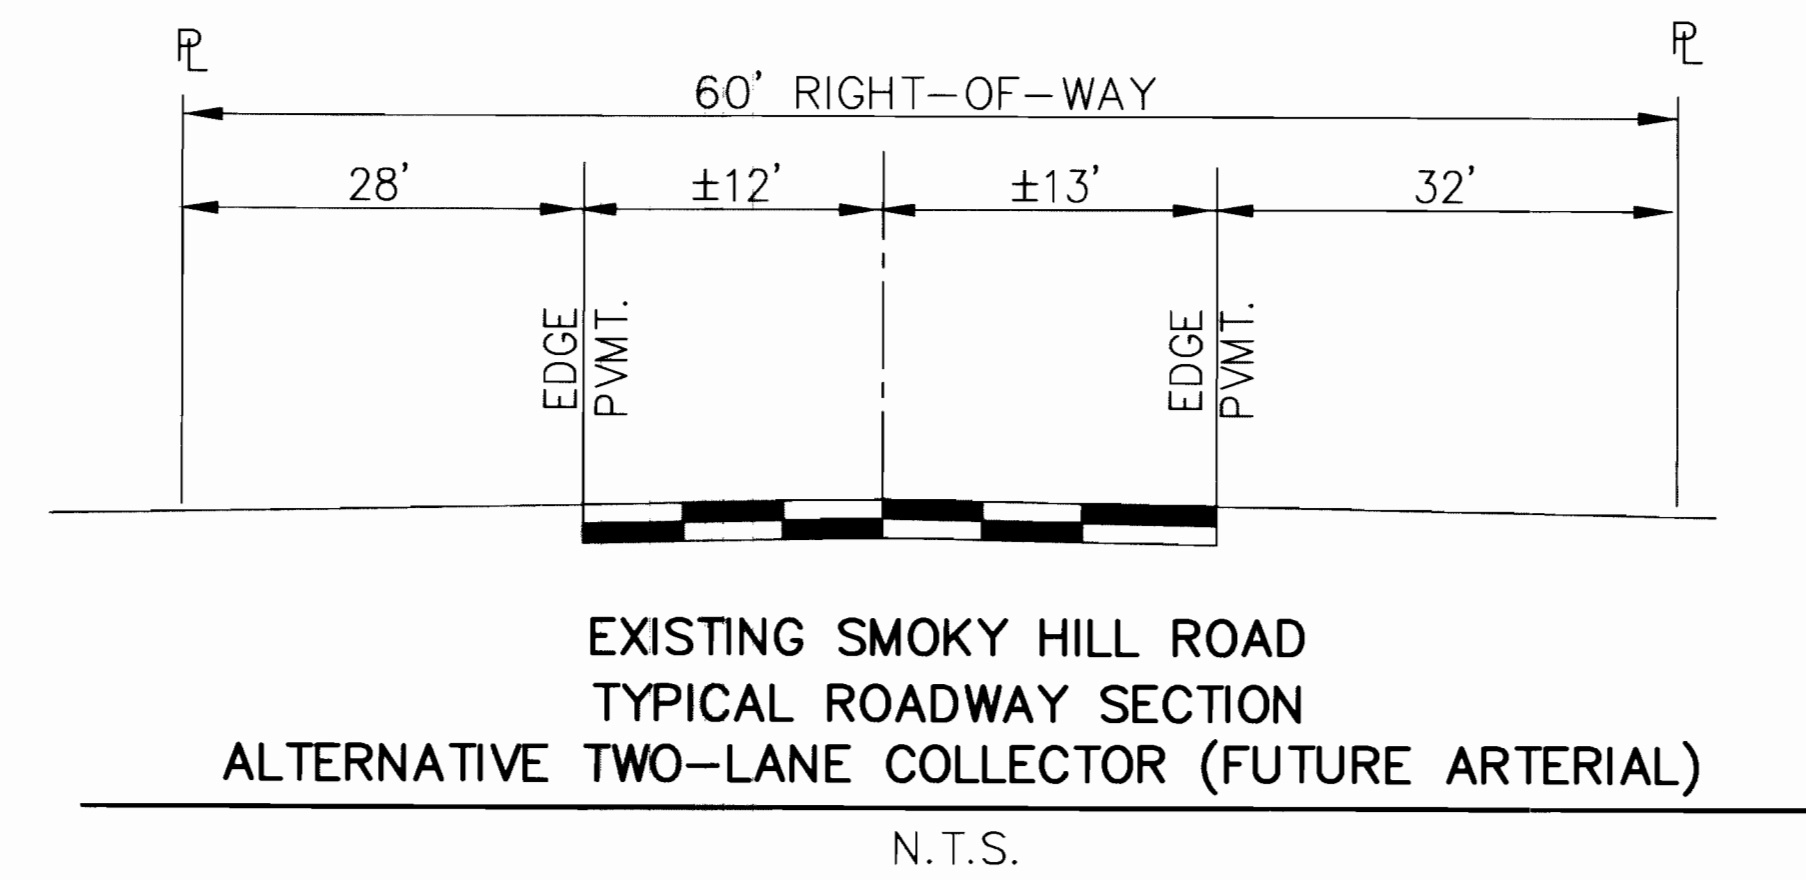 PL PL
60' RIGHT-OF-WAY
28' ±12' ±13' 32'
EDGE
PVMT.
EDGE
PVMT.
EXISTING SMOKY HILL ROAD
TYPICAL ROADWAY SECTION
ALTERNATIVE TWO-LANE COLLECTOR (FUTURE ARTERIAL)
N.T.S.